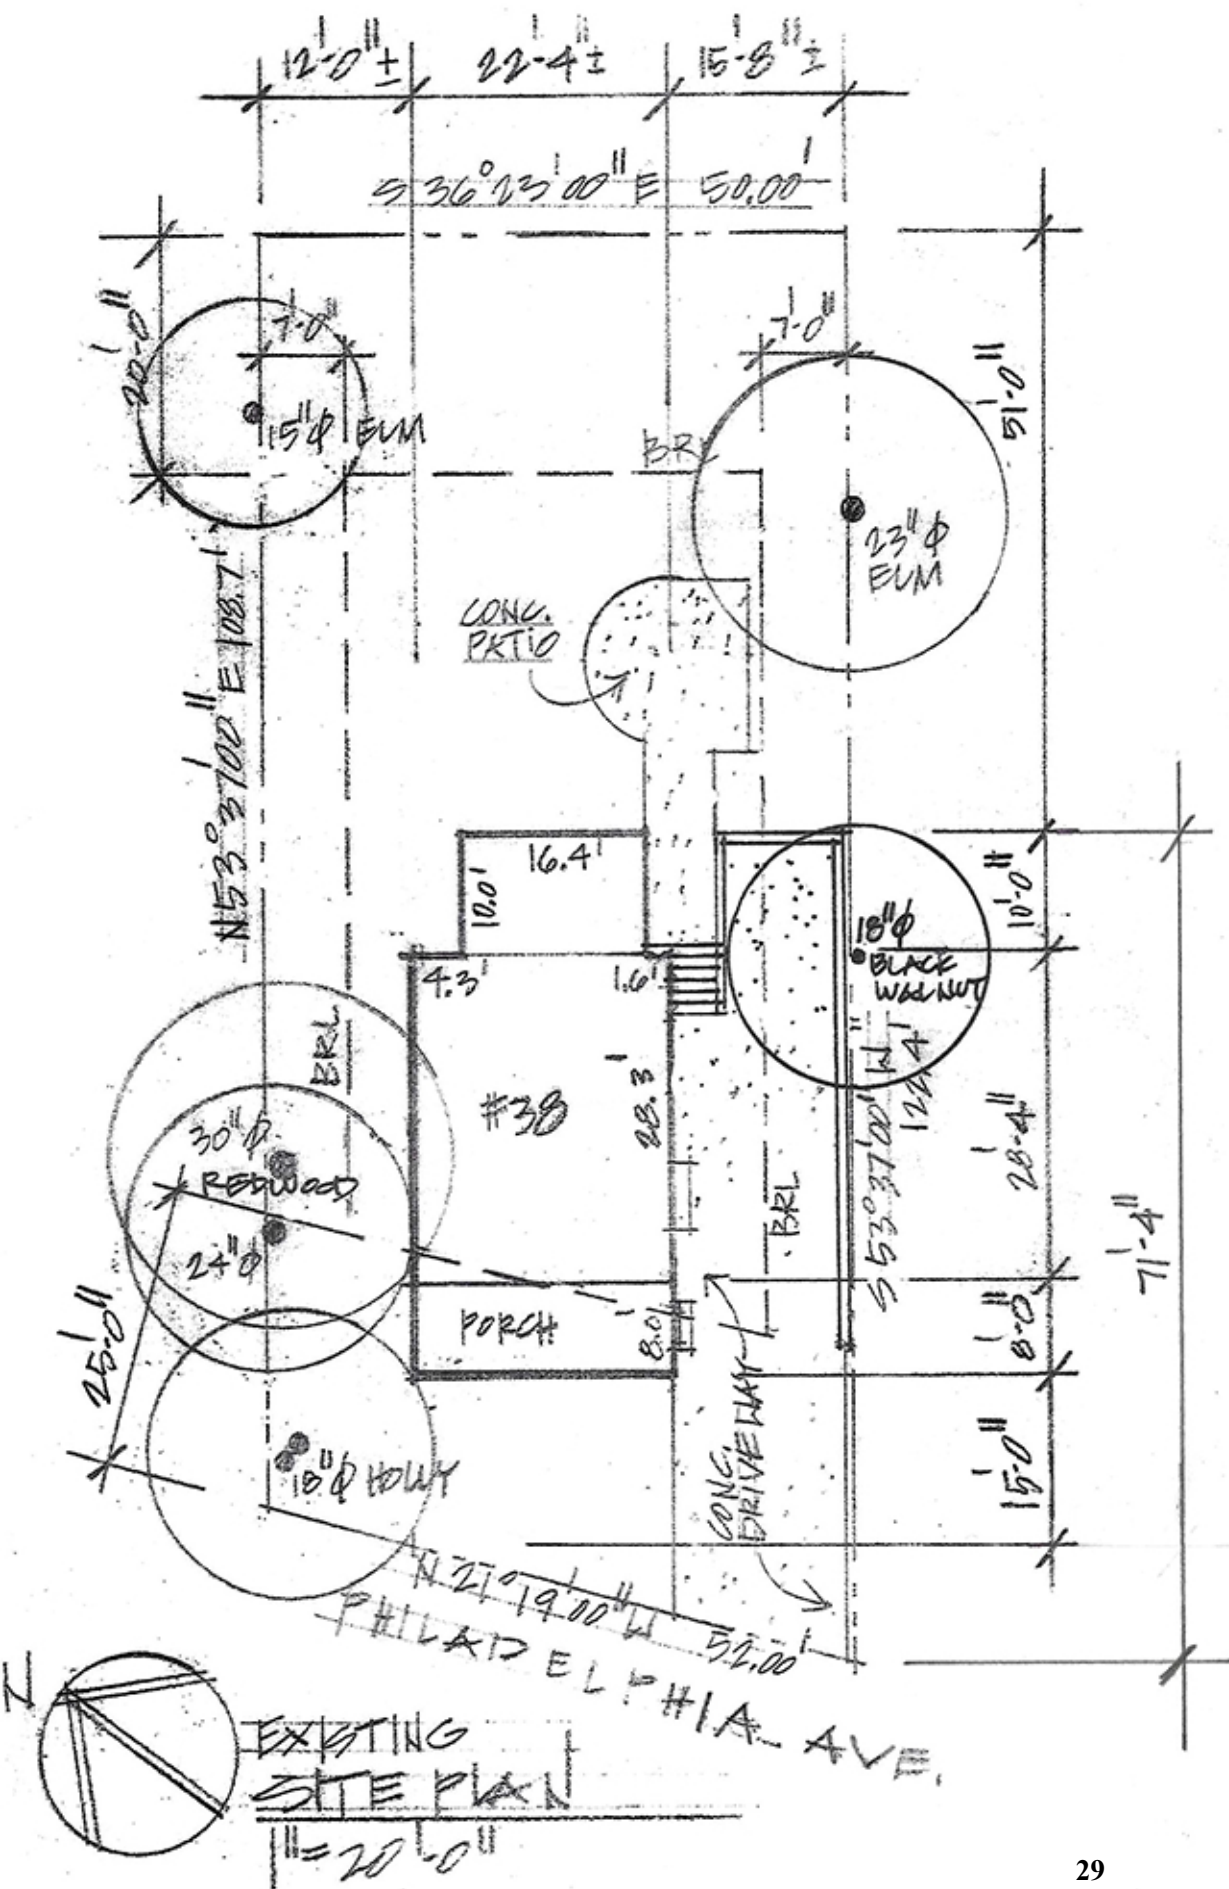 12'-0"± 22'-4"± 15'-8"±
S 36°23'00" E 50.00'
20'-0"
7'-0"
7'-0"
51'-0"
15"ϕ ELM
BRL
23"ϕ
ELM
N53°37'00" E 108.7'
CONC.
PATIO
16.4'
10.0'
10'-0"
18"ϕ
BLACK
WALNUT
4.3'
1.6'
BRL
#38
28.3'
S 53°37'00" W
122.4'
28'-4"
30"ϕ
REDWOOD
24"ϕ
BRL
71'-4"
25'-0"
PORCH
8.0'
8'-0"
18"ϕ HOLLY
CONC.
DRIVEWAY
15'-0"
N 21°19'00" W
52.00'
PHILADELPHIA AVE.
N
EXISTING
SITE PLAN
1"=20'-0"
29